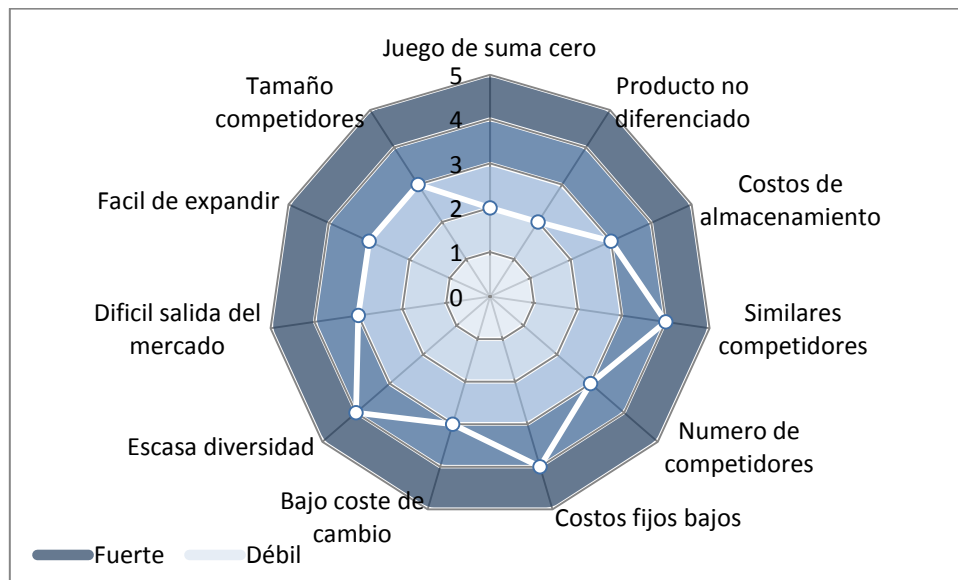 Juego de suma cero
Producto no
diferenciado
Costos de
almacenamiento
Similares
competidores
Numero de
competidores
Costos fijos bajos
Bajo coste de
cambio
Escasa diversidad
Dificil salida del
mercado
Facil de expandir
Tamaño
competidores
5
4
3
2
1
0
Fuerte
Débil